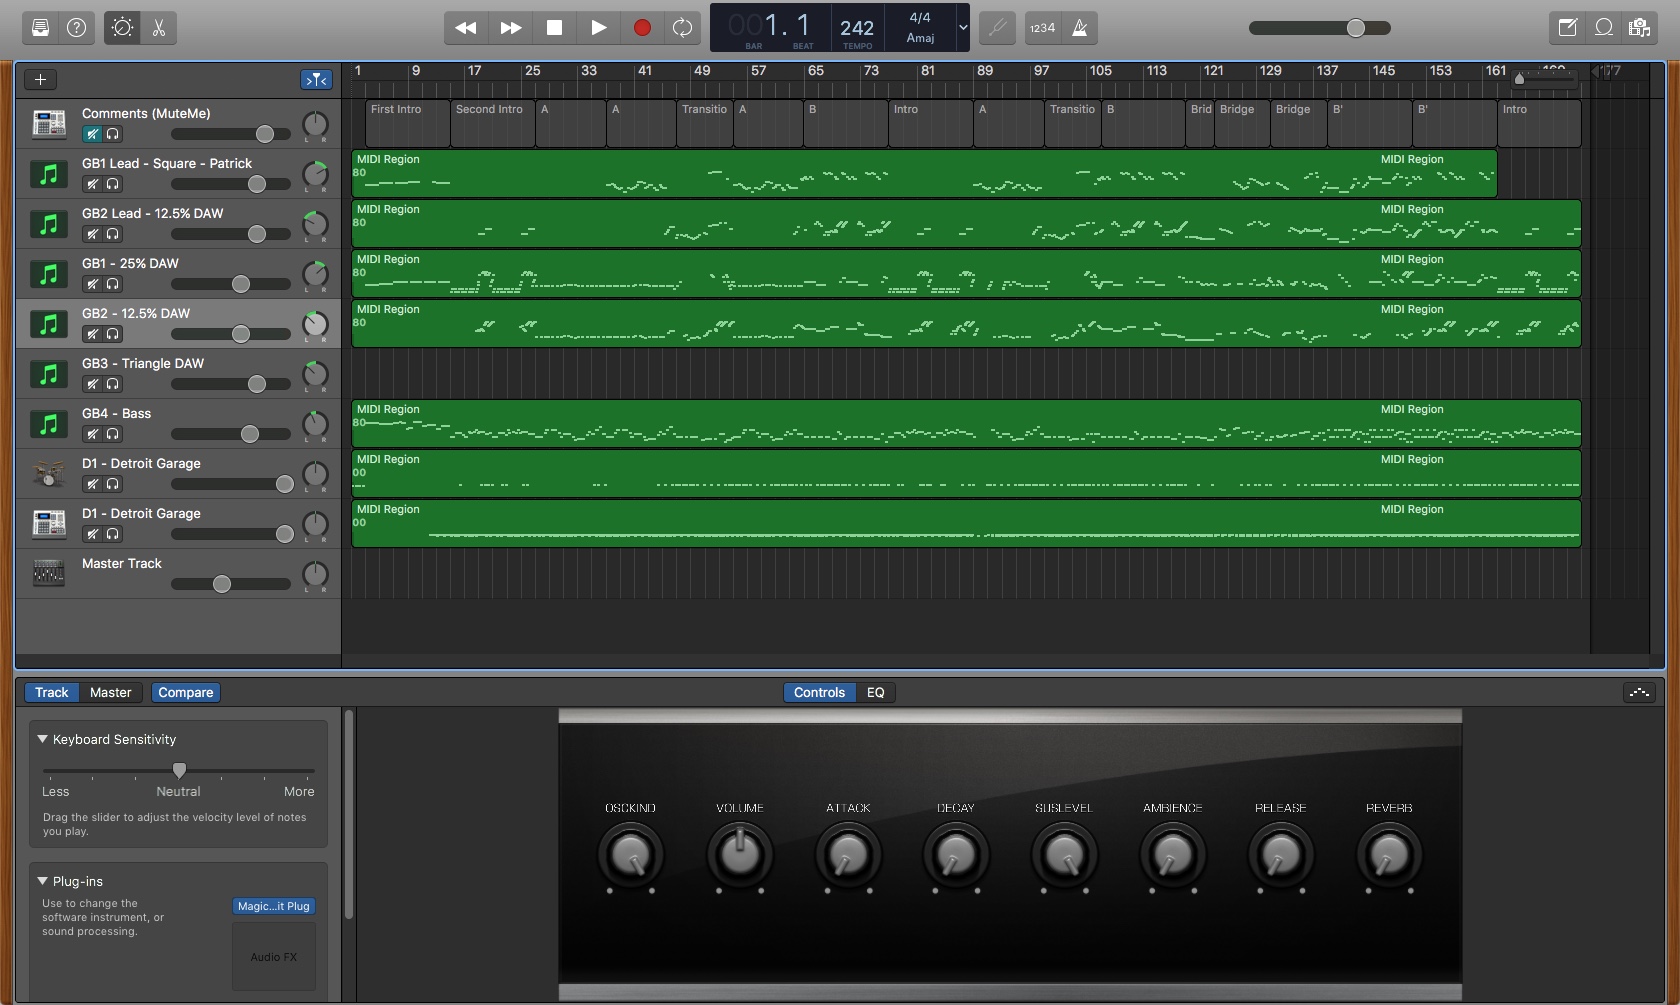 1234
001. 1
BAR BEAT
242
TEMPO
4/4
Amaj
1 9 17 25 33 41 49 57 65 73 81 89 97 105 113 121 129 137 145 153 161 169 177
Comments (MuteMe)
L R
First Intro Second Intro A A Transitio A B Intro A Transitio B Brid Bridge Bridge B' B' Intro
GB1 Lead - Square - Patrick
L R
MIDI Region MIDI Region
80
GB2 Lead - 12.5% DAW
L R
MIDI Region MIDI Region
80
GB1 - 25% DAW
L R
MIDI Region MIDI Region
80
GB2 - 12.5% DAW
L R
MIDI Region MIDI Region
80
GB3 - Triangle DAW
L R
GB4 - Bass
L R
MIDI Region MIDI Region
80
D1 - Detroit Garage
L R
MIDI Region MIDI Region
00
D1 - Detroit Garage
L R
MIDI Region MIDI Region
00
Master Track
L R
Track Master Compare
Controls EQ
Keyboard Sensitivity
Less Neutral More
Drag the slider to adjust the velocity level of notes
you play.
Plug-ins
Use to change the
software instrument, or
sound processing.
Magic...it Plug
Audio FX
OSCKIND VOLUME ATTACK DECAY SUSLEVEL AMBIENCE RELEASE REVERB